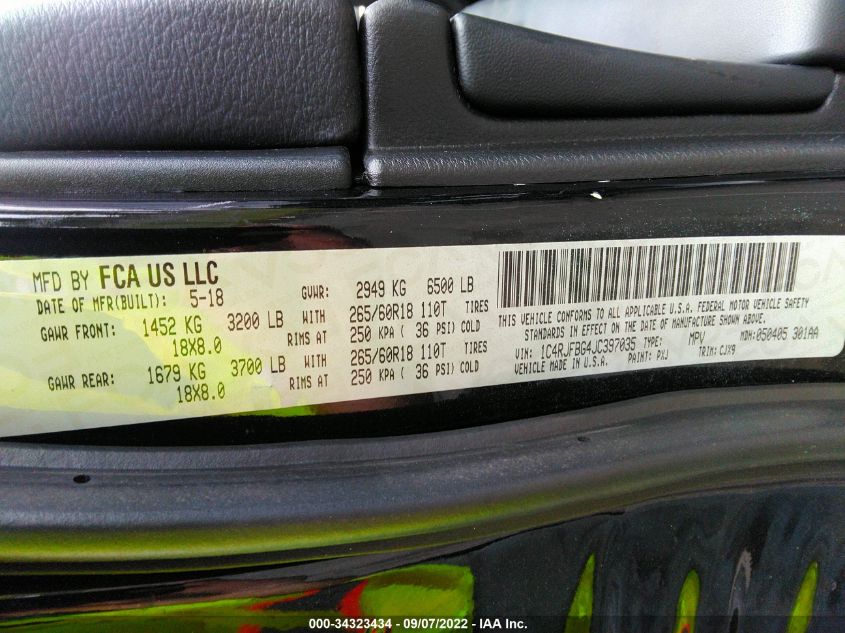 MFD BY FCA US LLC
DATE OF MFR(BUILT): 5-18 GVWR: 2949 KG 6500 LB
GAWR FRONT: 1452 KG 3200 LB WITH 265/60R18 110T TIRES
18X8.0 RIMS AT 250 KPA ( 36 PSI) COLD
GAWR REAR: 1679 KG 3700 LB WITH 265/60R18 110T TIRES
18X8.0 RIMS AT 250 KPA ( 36 PSI) COLD
THIS VEHICLE CONFORMS TO ALL APPLICABLE U.S.A. FEDERAL MOTOR VEHICLE SAFETY
STANDARDS IN EFFECT ON THE DATE OF MANUFACTURE SHOWN ABOVE.
VIN: 1C4RJFBG4JC397035 TYPE: MPV MDH: 050405 301AA
MADE IN U.S.A. PAINT: PXJ TRIM: CJX9
000-34323434 - 09/07/2022 - IAA Inc.